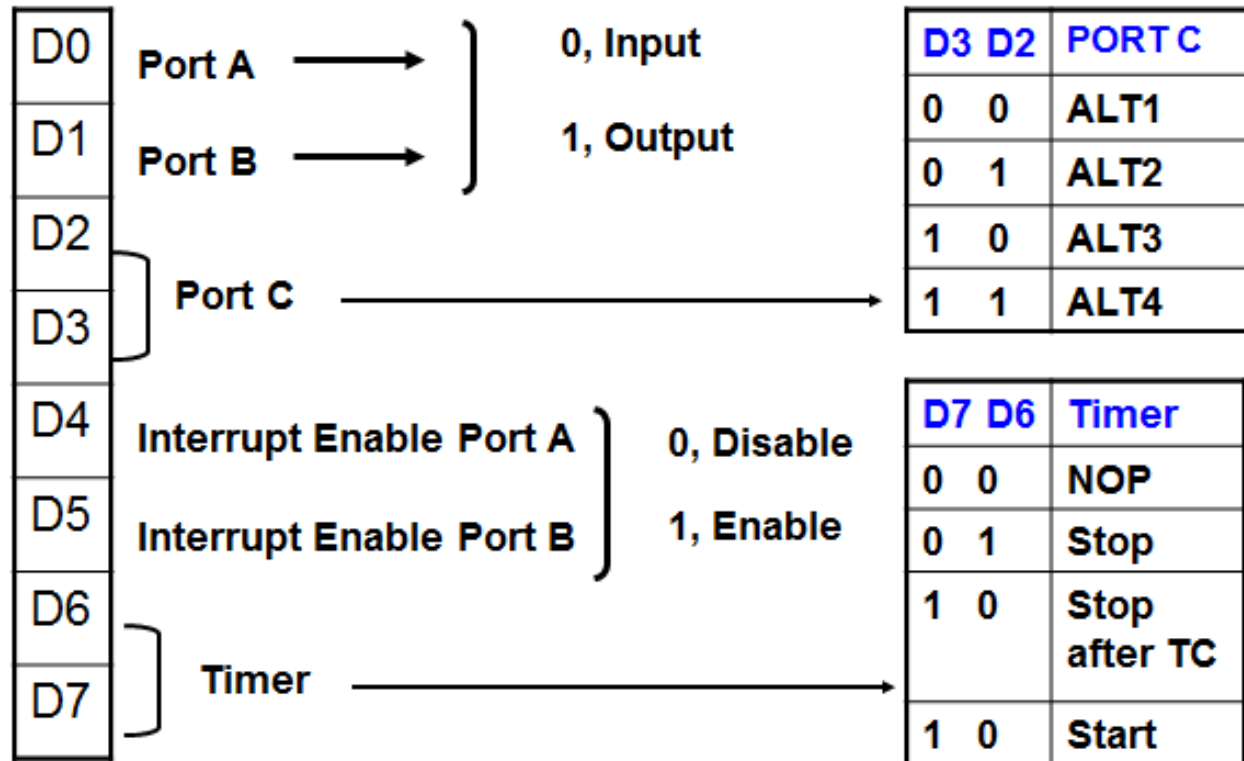 D0
Port A
0, Input
D1
Port B
1, Output
D2
Port C
D3
D4
Interrupt Enable Port A
0, Disable
D5
Interrupt Enable Port B
1, Enable
D6
Timer
D7
D3 D2 PORT C
0 0 ALT1
0 1 ALT2
1 0 ALT3
1 1 ALT4
D7 D6 Timer
0 0 NOP
0 1 Stop
1 0 Stop
after TC
1 0 Start